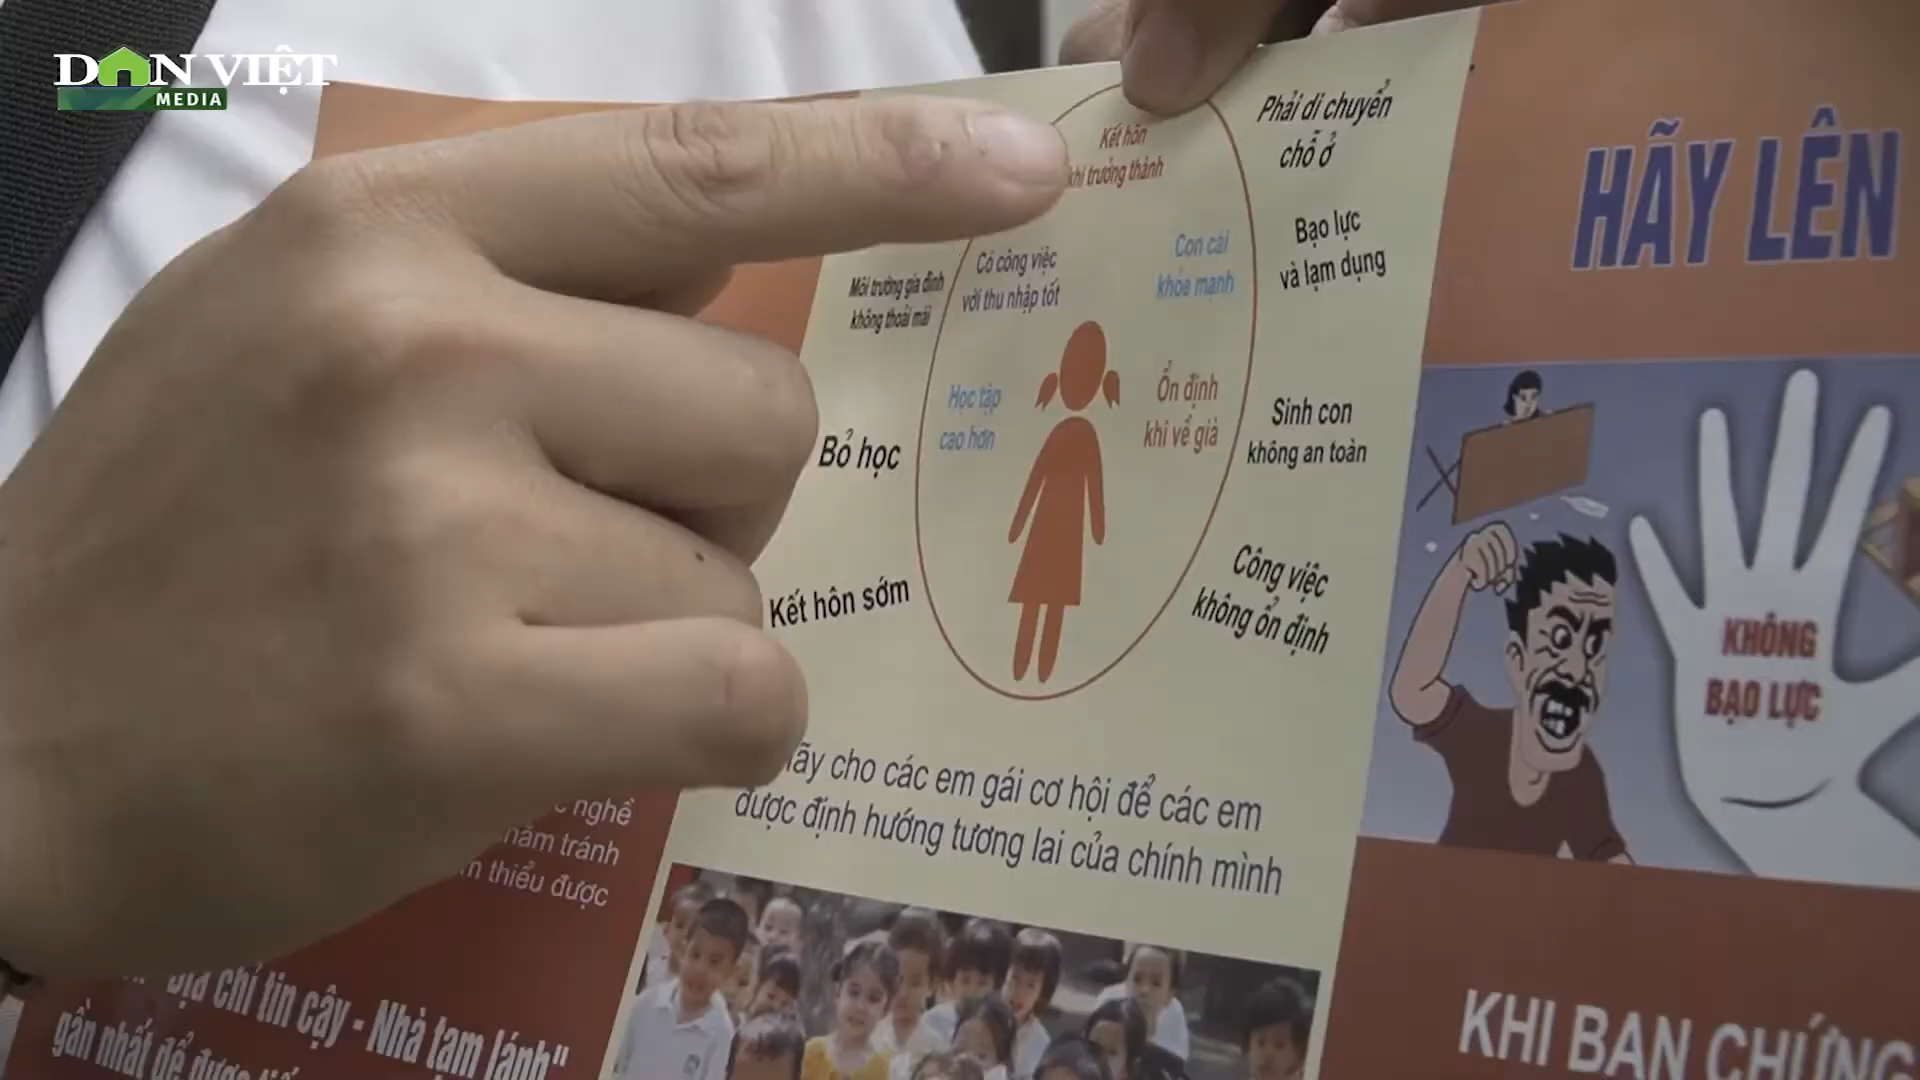 DÂN VIỆT
MEDIA
Kết hôn
khi trưởng thành
Phải di chuyển
chỗ ở
Bạo lực
và lạm dụng
Con cái
khỏe mạnh
Có công việc
với thu nhập tốt
Môi trường gia đình
không thoải mái
Học tập
cao hơn
Ổn định
khi về già
Sinh con
không an toàn
Bỏ học
Kết hôn sớm
Công việc
không ổn định
Hãy cho các em gái cơ hội để các em
được định hướng tương lai của chính mình
nghề
nhằm tránh
thiểu được
"Địa chỉ tin cậy - Nhà tạm lánh"
gần nhất để được
HÃY LÊN
KHÔNG
BẠO LỰC
KHI BẠN CHỨNG